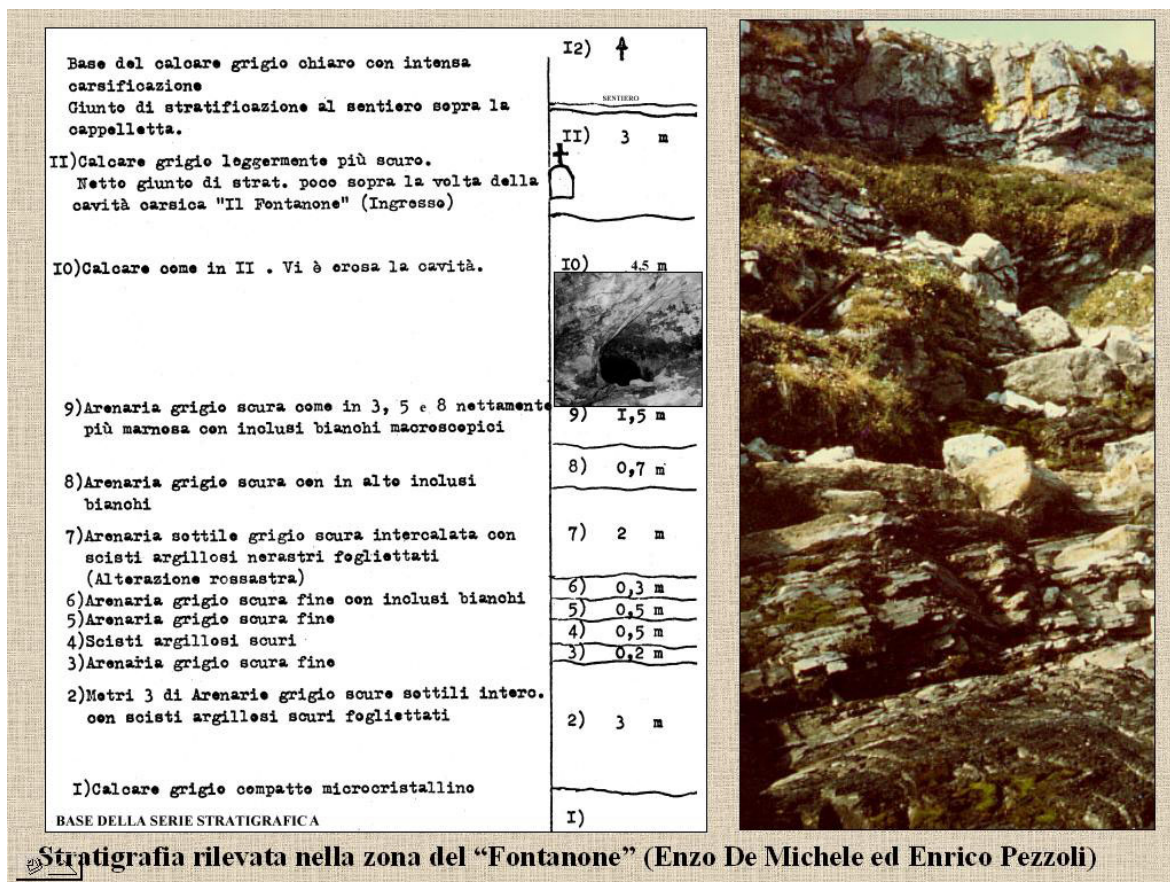 Base del calcare grigio chiaro con intensa
carsificazione
Giunto di stratificazione al sentiero sopra la
cappelletta.
II)Calcare grigio leggermente più scuro.
Netto giunto di strat. poco sopra la volta della
cavità carsica "Il Fontanone" (Ingresso)
IO)Calcare come in II . Vi è erosa la cavità.
9)Arenaria grigio scura come in 3, 5 e 8 nettamente
più marnosa con inclusi bianchi macroscopici
8)Arenaria grigio scura con in alto inclusi
bianchi
7)Arenaria sottile grigio scura intercalata con
scisti argillosi nerastri fogliettati
(Alterazione rossastra)
6)Arenaria grigio scura fine con inclusi bianchi
5)Arenaria grigio scura fine
4)Scisti argillosi scuri
3)Arenaria grigio scura fine
2)Metri 3 di Arenarie grigio scure sottili interc.
con scisti argillosi scuri fogliettati
I)Calcare grigio compatto microcristallino
BASE DELLA SERIE STRATIGRAFICA
I2)
SENTIERO
II) 3 m
IO) 4,5 m
9) I,5 m
8) 0,7 m
7) 2 m
6) 0,3 m
5) 0,5 m
4) 0,5 m
3) 0,2 m
2) 3 m
I)
Stratigrafia rilevata nella zona del “Fontanone” (Enzo De Michele ed Enrico Pezzoli)